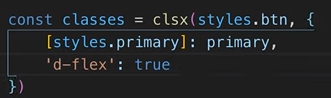 const classes = clsx(styles.btn, {
    [styles.primary]: primary,
    'd-flex': true
})